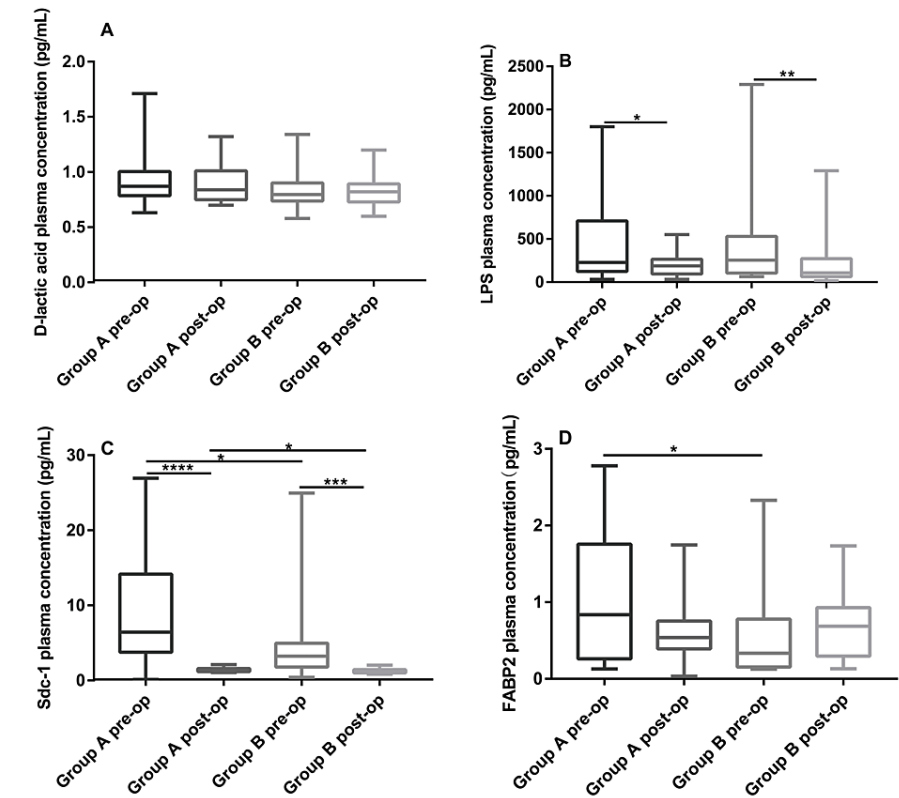 A
D-lactic acid plasma concentration (pg/mL)
2.0
1.5
1.0
0.5
0.0
Group A pre-op
Group A post-op
Group B pre-op
Group B post-op
B
LPS plasma concentration (pg/mL)
2500
2000
1500
1000
500
0
*
**
Group A pre-op
Group A post-op
Group B pre-op
Group B post-op
C
Sdc-1 plasma concentration (pg/mL)
30
20
10
0
*
*
****
***
Group A pre-op
Group A post-op
Group B pre-op
Group B post-op
D
FABP2 plasma concentration（pg/mL)
3
2
1
0
*
Group A pre-op
Group A post-op
Group B pre-op
Group B post-op